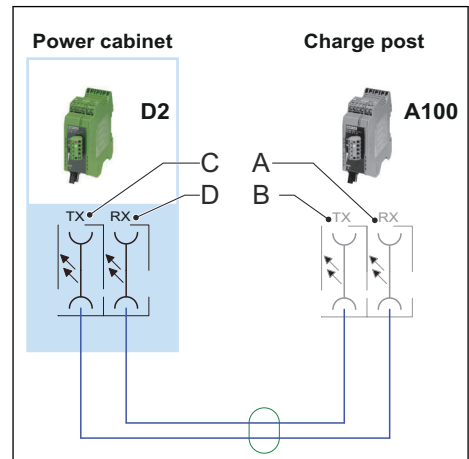 Power cabinet Charge post
D2 A100
C A
TX RX D B TX RX